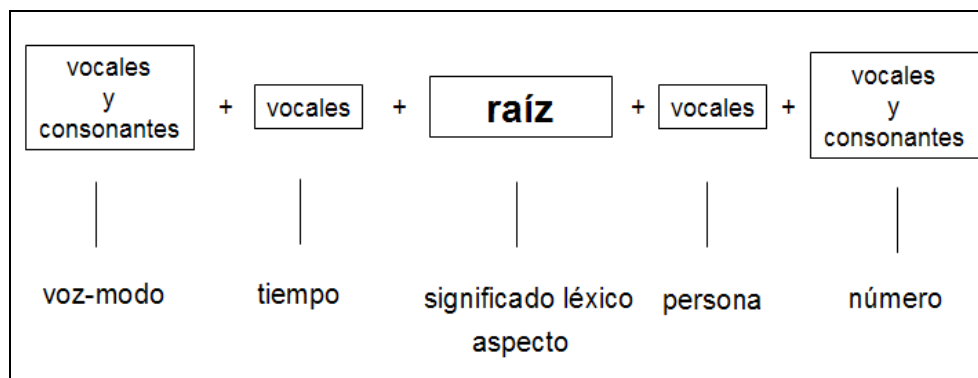 vocales
y
consonantes
+
vocales
+
raíz
+
vocales
+
vocales
y
consonantes
voz-modo
tiempo
significado léxico
aspecto
persona
número